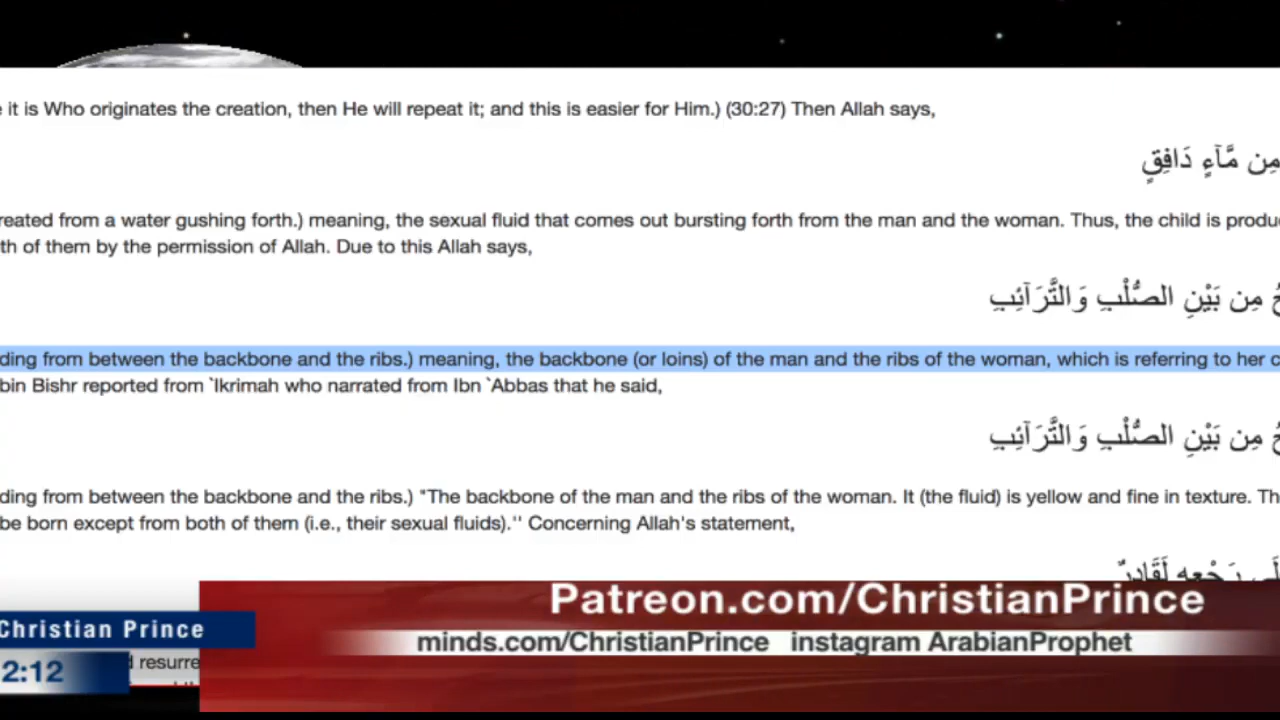 it is Who originates the creation, then He will repeat it; and this is easier for Him.) (30:27) Then Allah says,
مِن مَّآءٍ دَافِقٍ
reated from a water gushing forth.) meaning, the sexual fluid that comes out bursting forth from the man and the woman. Thus, the child is produ
th of them by the permission of Allah. Due to this Allah says,
مِن بَيْنِ الصُّلْبِ وَالتَّرَآئِبِ
ding from between the backbone and the ribs.) meaning, the backbone (or loins) of the man and the ribs of the woman, which is referring to her c
bin Bishr reported from `Ikrimah who narrated from Ibn `Abbas that he said,
مِن بَيْنِ الصُّلْبِ وَالتَّرَآئِبِ
ding from between the backbone and the ribs.) "The backbone of the man and the ribs of the woman. It (the fluid) is yellow and fine in texture. Th
be born except from both of them (i.e., their sexual fluids).'' Concerning Allah's statement,
رَجْعِهِ لَقَادِرٌ
Patreon.com/ChristianPrince
Christian Prince
minds.com/ChristianPrince instagram ArabianProphet
2:12
resurre